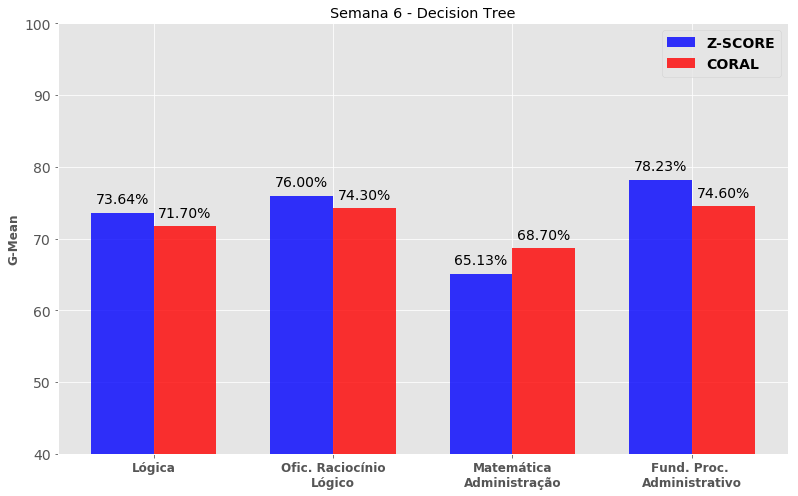 Semana 6 - Decision Tree
100
90
80
70
60
50
40
G-Mean
Z-SCORE
CORAL
73.64%
71.70%
76.00%
74.30%
65.13%
68.70%
78.23%
74.60%
Lógica
Ofic. Raciocínio
Lógico
Matemática
Administração
Fund. Proc.
Administrativo